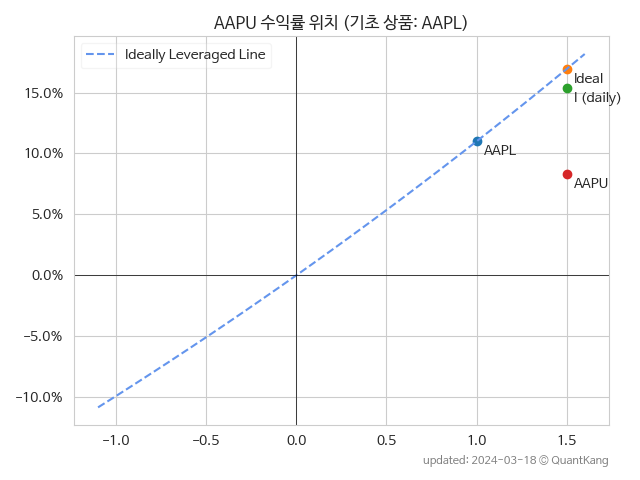 AAPU 수익률 위치 (기초 상품: AAPL)
Ideally Leveraged Line
Ideal
I (daily)
AAPL
AAPU
15.0%
10.0%
5.0%
0.0%
−5.0%
−10.0%
−1.0
−0.5
0.0
0.5
1.0
1.5
updated: 2024-03-18 © QuantKang